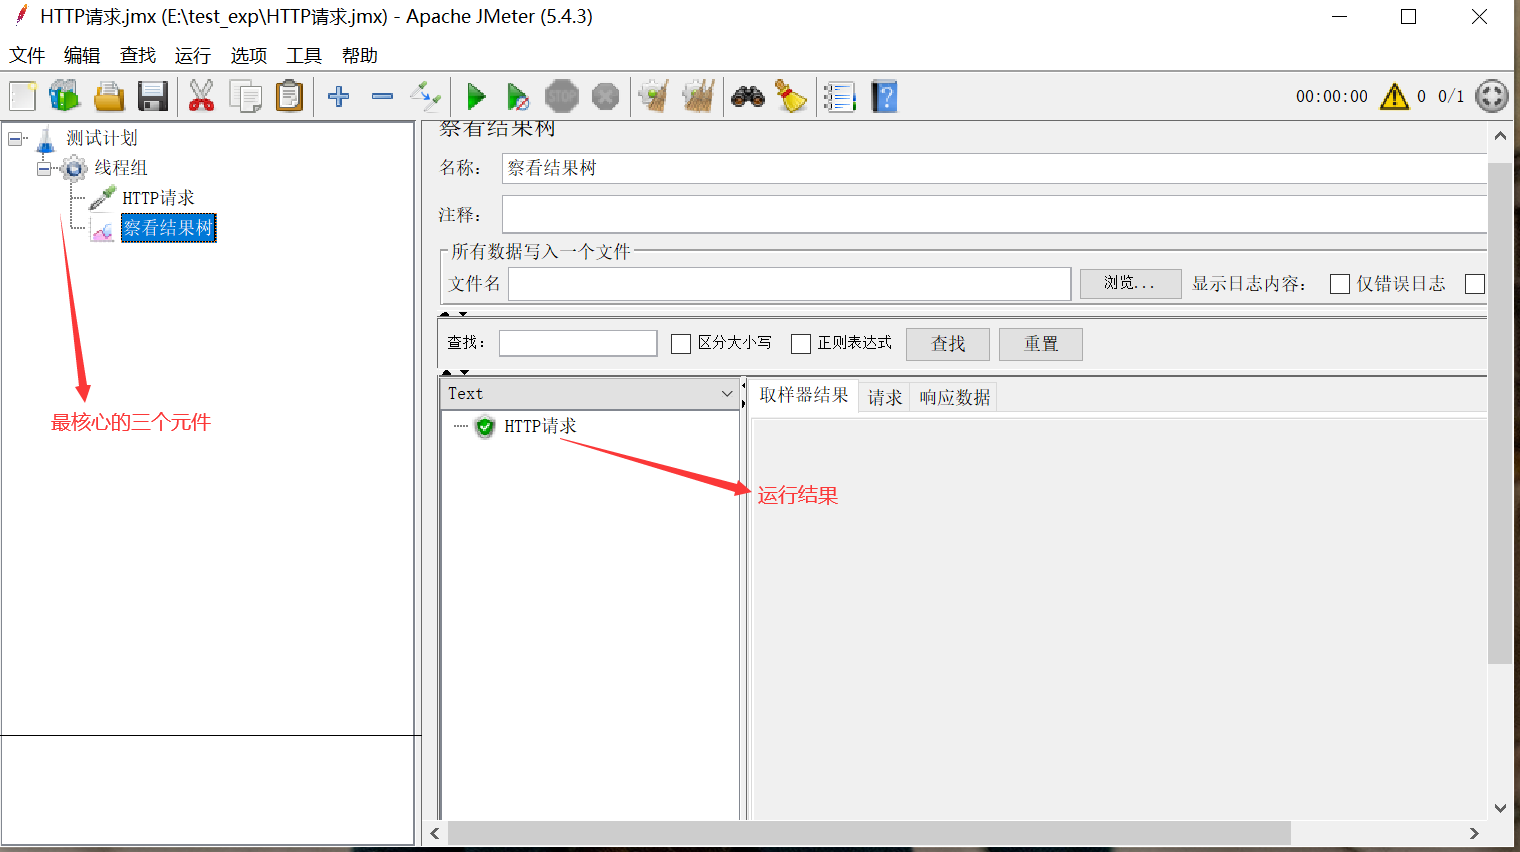 HTTP请求.jmx (E:\test_exp\HTTP请求.jmx) - Apache JMeter (5.4.3)
文件 编辑 查找 运行 选项 工具 帮助
STOP
00:00:00 0 0/1
测试计划
线程组
HTTP请求
察看结果树
最核心的三个元件
察看结果树
名称： 察看结果树
注释：
所有数据写入一个文件
文件名 浏览... 显示日志内容： 仅错误日志
查找： 区分大小写 正则表达式 查找 重置
Text
取样器结果 请求 响应数据
HTTP请求
运行结果